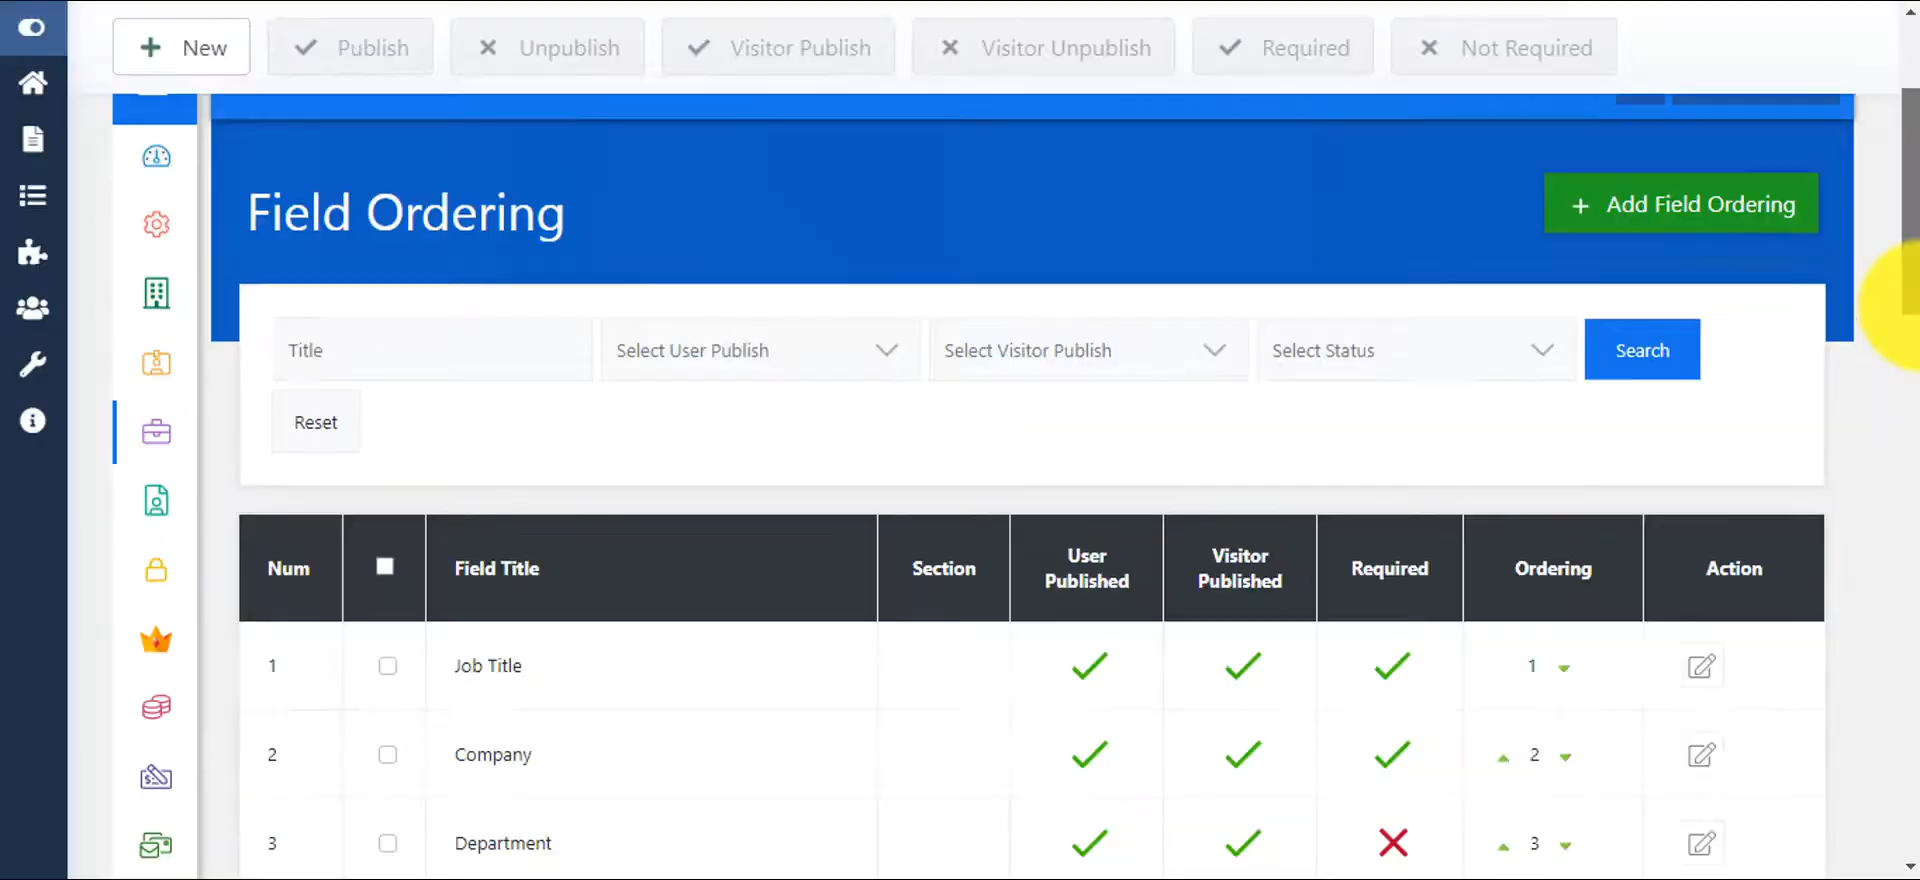 New Publish Unpublish Visitor Publish Visitor Unpublish Required Not Required
Field Ordering
+ Add Field Ordering
Title Select User Publish Select Visitor Publish Select Status Search
Reset
Num Field Title Section User Published Visitor Published Required Ordering Action
1 Job Title 1
2 Company 2
3 Department 3